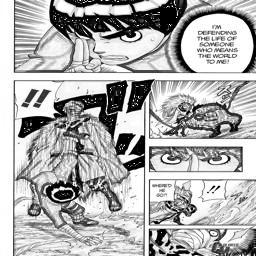 I'M
DEFENDING
THE LIFE OF
SOMEONE
WHO MEANS
THE WORLD
TO ME!
!!
!!
WHERE'D
HE
GO?!
!!